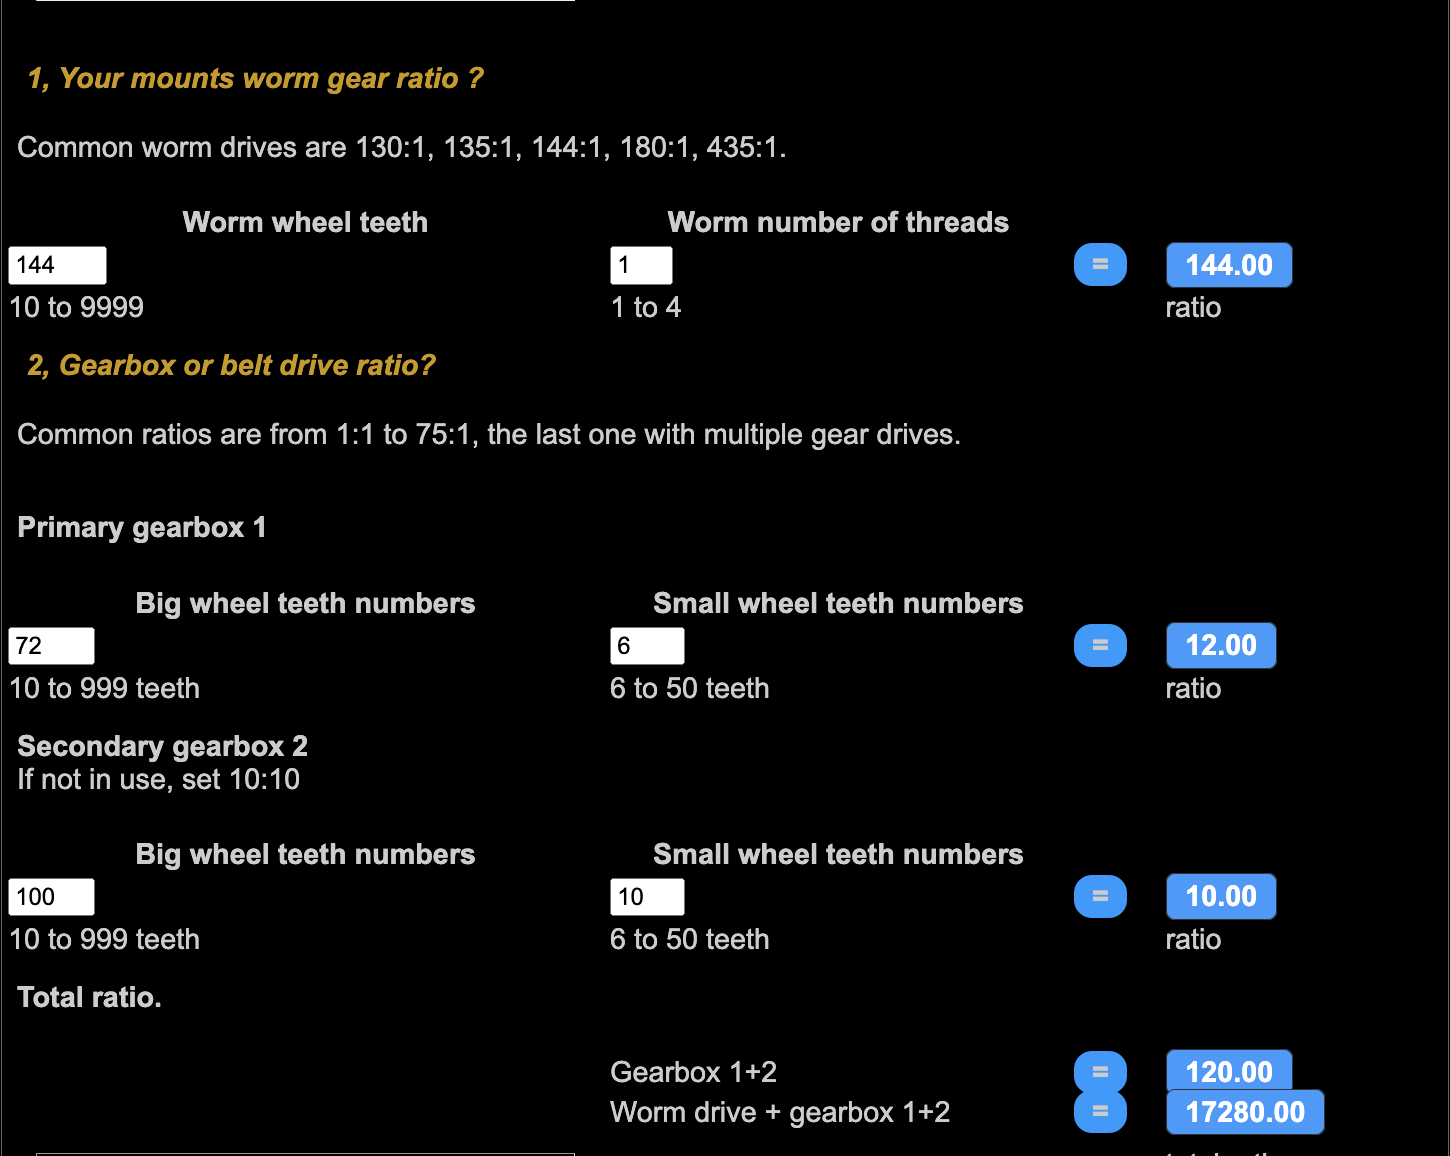 1, Your mounts worm gear ratio ?
Common worm drives are 130:1, 135:1, 144:1, 180:1, 435:1.
Worm wheel teeth Worm number of threads
144 1 = 144.00
10 to 9999 1 to 4 ratio
2, Gearbox or belt drive ratio?
Common ratios are from 1:1 to 75:1, the last one with multiple gear drives.
Primary gearbox 1
Big wheel teeth numbers Small wheel teeth numbers
72 6 = 12.00
10 to 999 teeth 6 to 50 teeth ratio
Secondary gearbox 2
If not in use, set 10:10
Big wheel teeth numbers Small wheel teeth numbers
100 10 = 10.00
10 to 999 teeth 6 to 50 teeth ratio
Total ratio.
Gearbox 1+2 = 120.00
Worm drive + gearbox 1+2 = 17280.00